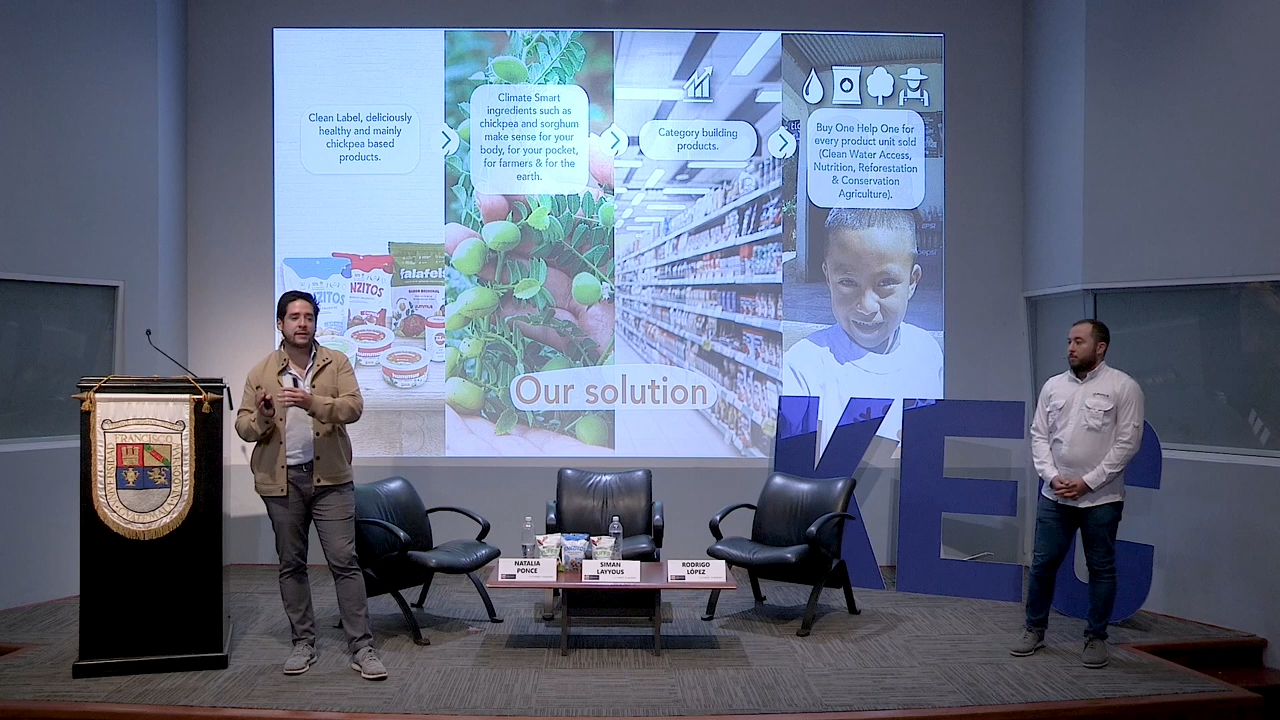 Clean Label, deliciously
healthy and mainly
chickpea based
products.
Climate Smart
ingredients such as
chickpea and sorghum
make sense for your
body, for your pocket,
for farmers & for the
earth.
Category building
products.
Buy One Help One for
every product unit sold
(Clean Water Access,
Nutrition, Reforestation
& Conservation
Agriculture).
NZITOS
falafels
Our solution
KEC
FRANCISCO
NATALIA
PONCE
SIMAN
LAYYOUS
RODRIGO
LÓPEZ